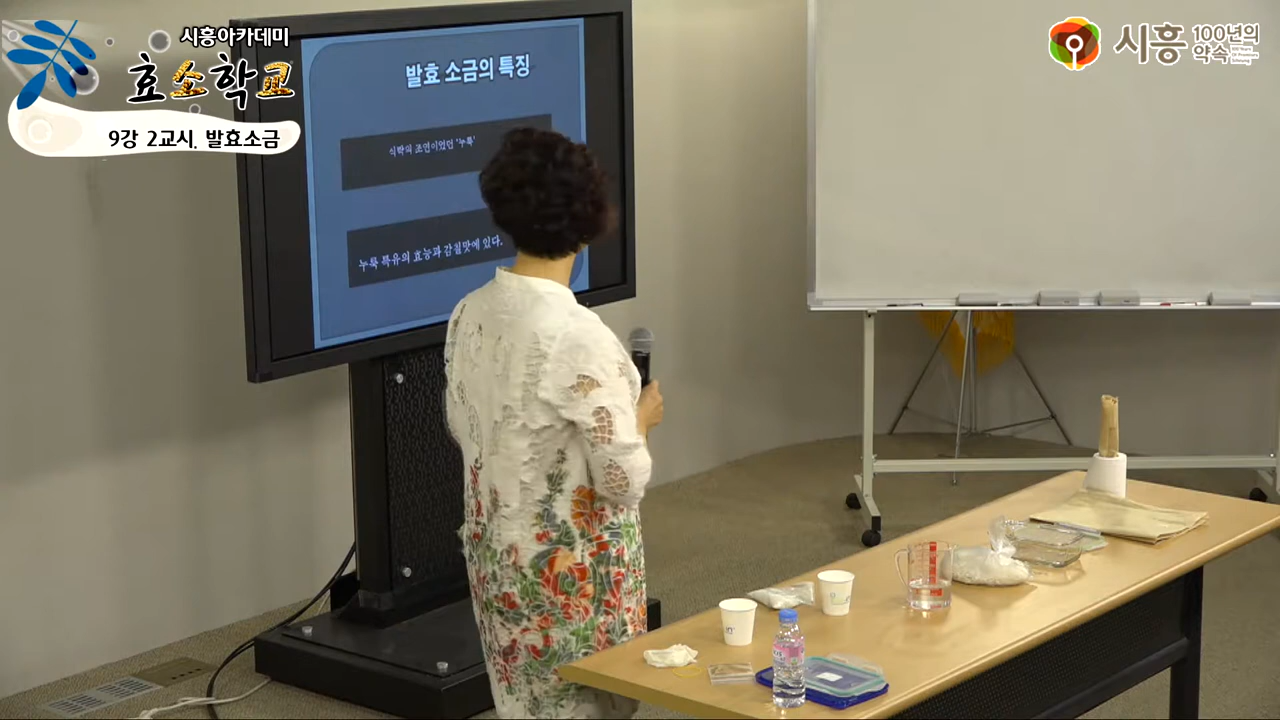 시흥아카데미
효소학교
9강 2교시. 발효소금
시흥 100년의
약속
발효 소금의 특징
식탁의 조연이었던 '누룩'
누룩 특유의 효능과 감칠맛에 있다.